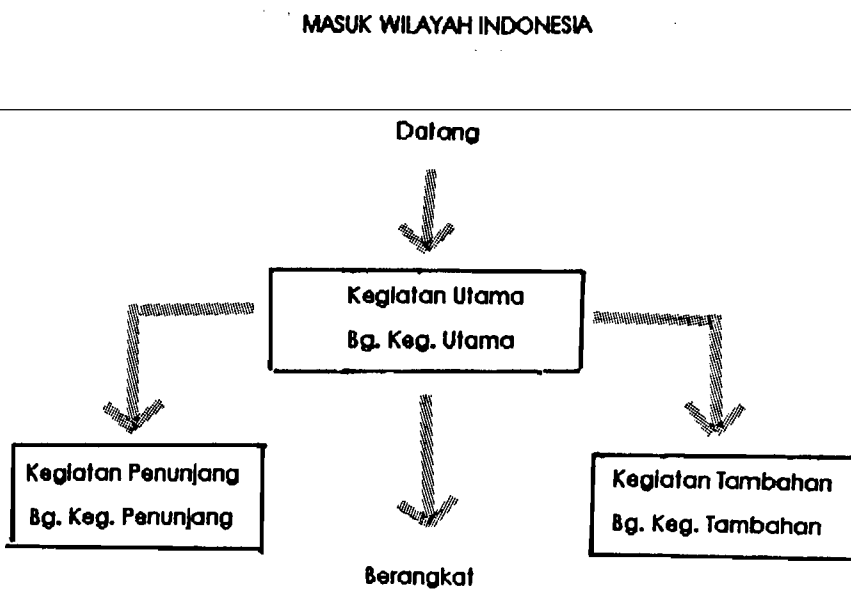 MASUK WILAYAH INDONESIA
Datang
Kegiatan Utama
Bg. Keg. Utama
Kegiatan Penunjang
Bg. Keg. Penunjang
Kegiatan Tambahan
Bg. Keg. Tambahan
Berangkat